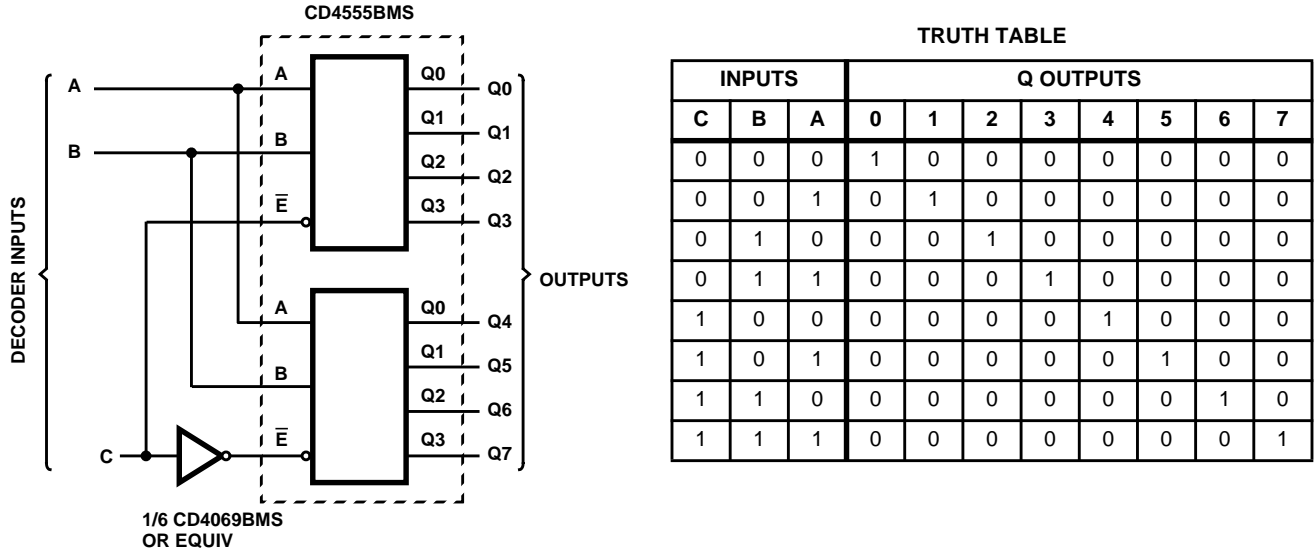 CD4555BMS
DECODER INPUTS
A
B
C
A
B
E
Q0
Q1
Q2
Q3
Q0
Q1
Q2
Q3
A
B
E
Q0
Q1
Q2
Q3
Q4
Q5
Q6
Q7
OUTPUTS
1/6 CD4069BMS
OR EQUIV
TRUTH TABLE
INPUTS Q OUTPUTS
C B A 0 1 2 3 4 5 6 7
0 0 0 1 0 0 0 0 0 0 0
0 0 1 0 1 0 0 0 0 0 0
0 1 0 0 0 1 0 0 0 0 0
0 1 1 0 0 0 1 0 0 0 0
1 0 0 0 0 0 0 1 0 0 0
1 0 1 0 0 0 0 0 1 0 0
1 1 0 0 0 0 0 0 0 1 0
1 1 1 0 0 0 0 0 0 0 1